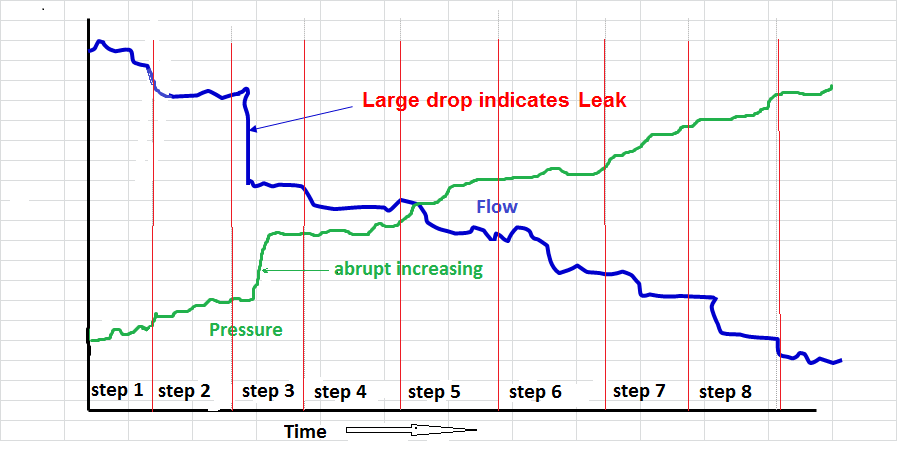 Large drop indicates Leak
Flow
abrupt increasing
Pressure
step 1 step 2 step 3 step 4 step 5 step 6 step 7 step 8
Time